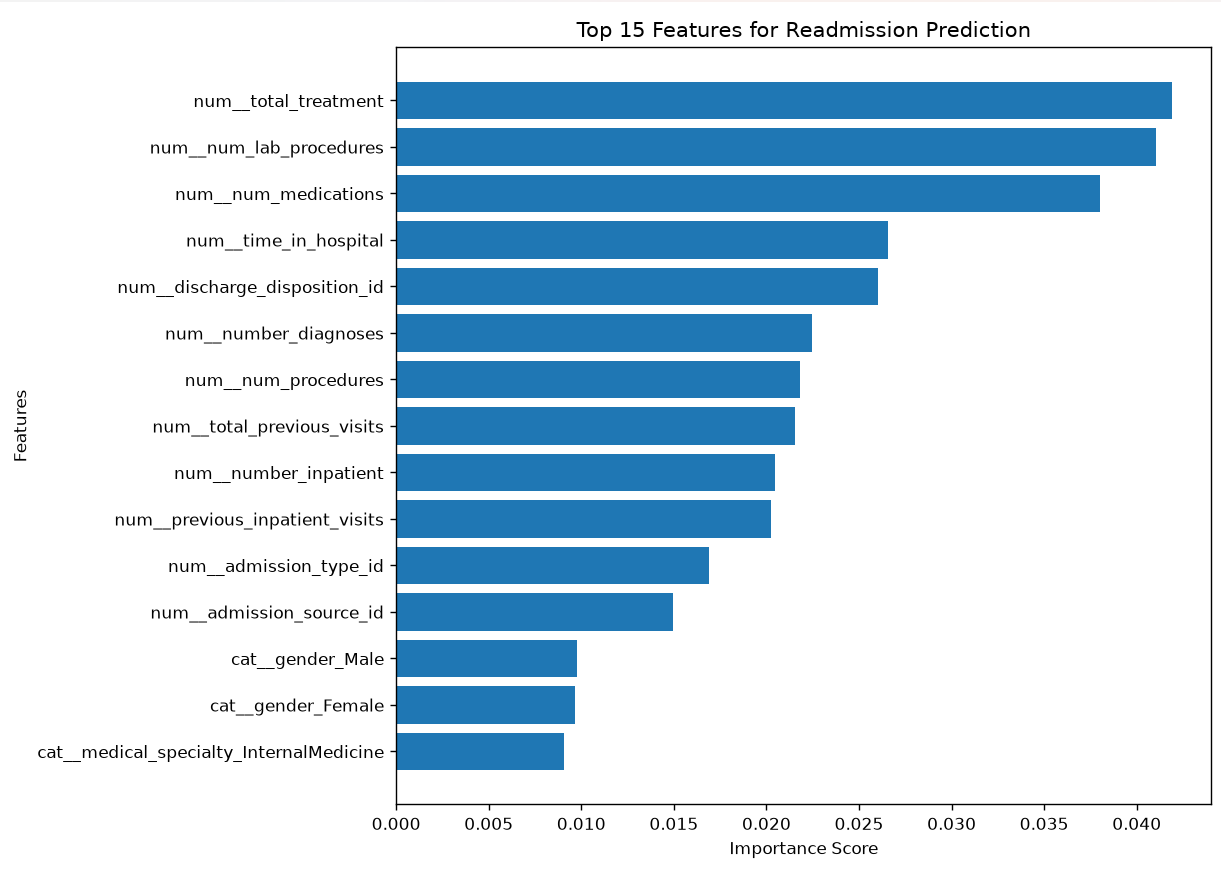 Top 15 Features for Readmission Prediction
Features
num__total_treatment
num__num_lab_procedures
num__num_medications
num__time_in_hospital
num__discharge_disposition_id
num__number_diagnoses
num__num_procedures
num__total_previous_visits
num__number_inpatient
num__previous_inpatient_visits
num__admission_type_id
num__admission_source_id
cat__gender_Male
cat__gender_Female
cat__medical_specialty_InternalMedicine
0.000 0.005 0.010 0.015 0.020 0.025 0.030 0.035 0.040
Importance Score